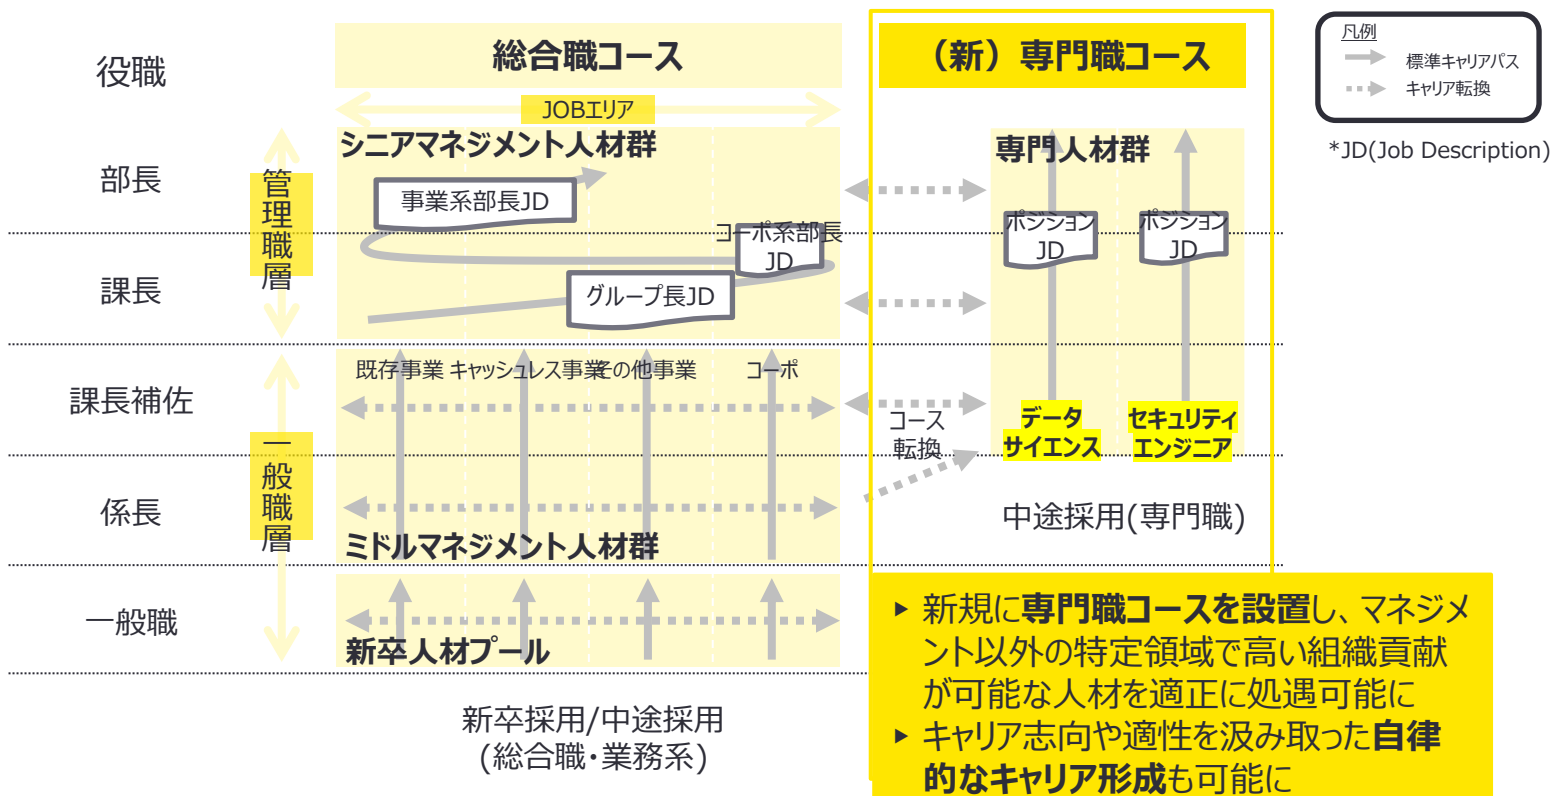 役職
総合職コース
（新）専門職コース
凡例
標準キャリアパス
キャリア転換
*JD(Job Description)
JOBエリア
シニアマネジメント人材群
専門人材群
部長
管理職層
事業系部長JD
コーポ系部長
JD
ポジション
JD
ポジション
JD
課長
グループ長JD
既存事業
キャッシュレス事業
その他事業
コーポ
課長補佐
一般職層
コース
転換
データ
サイエンス
セキュリティ
エンジニア
係長
中途採用(専門職)
ミドルマネジメント人材群
一般職
新卒人材プール
新卒採用/中途採用
(総合職・業務系)
▶ 新規に専門職コースを設置し、マネジメ
ント以外の特定領域で高い組織貢献
が可能な人材を適正に処遇可能に
▶ キャリア志向や適性を汲み取った自律
的なキャリア形成も可能に